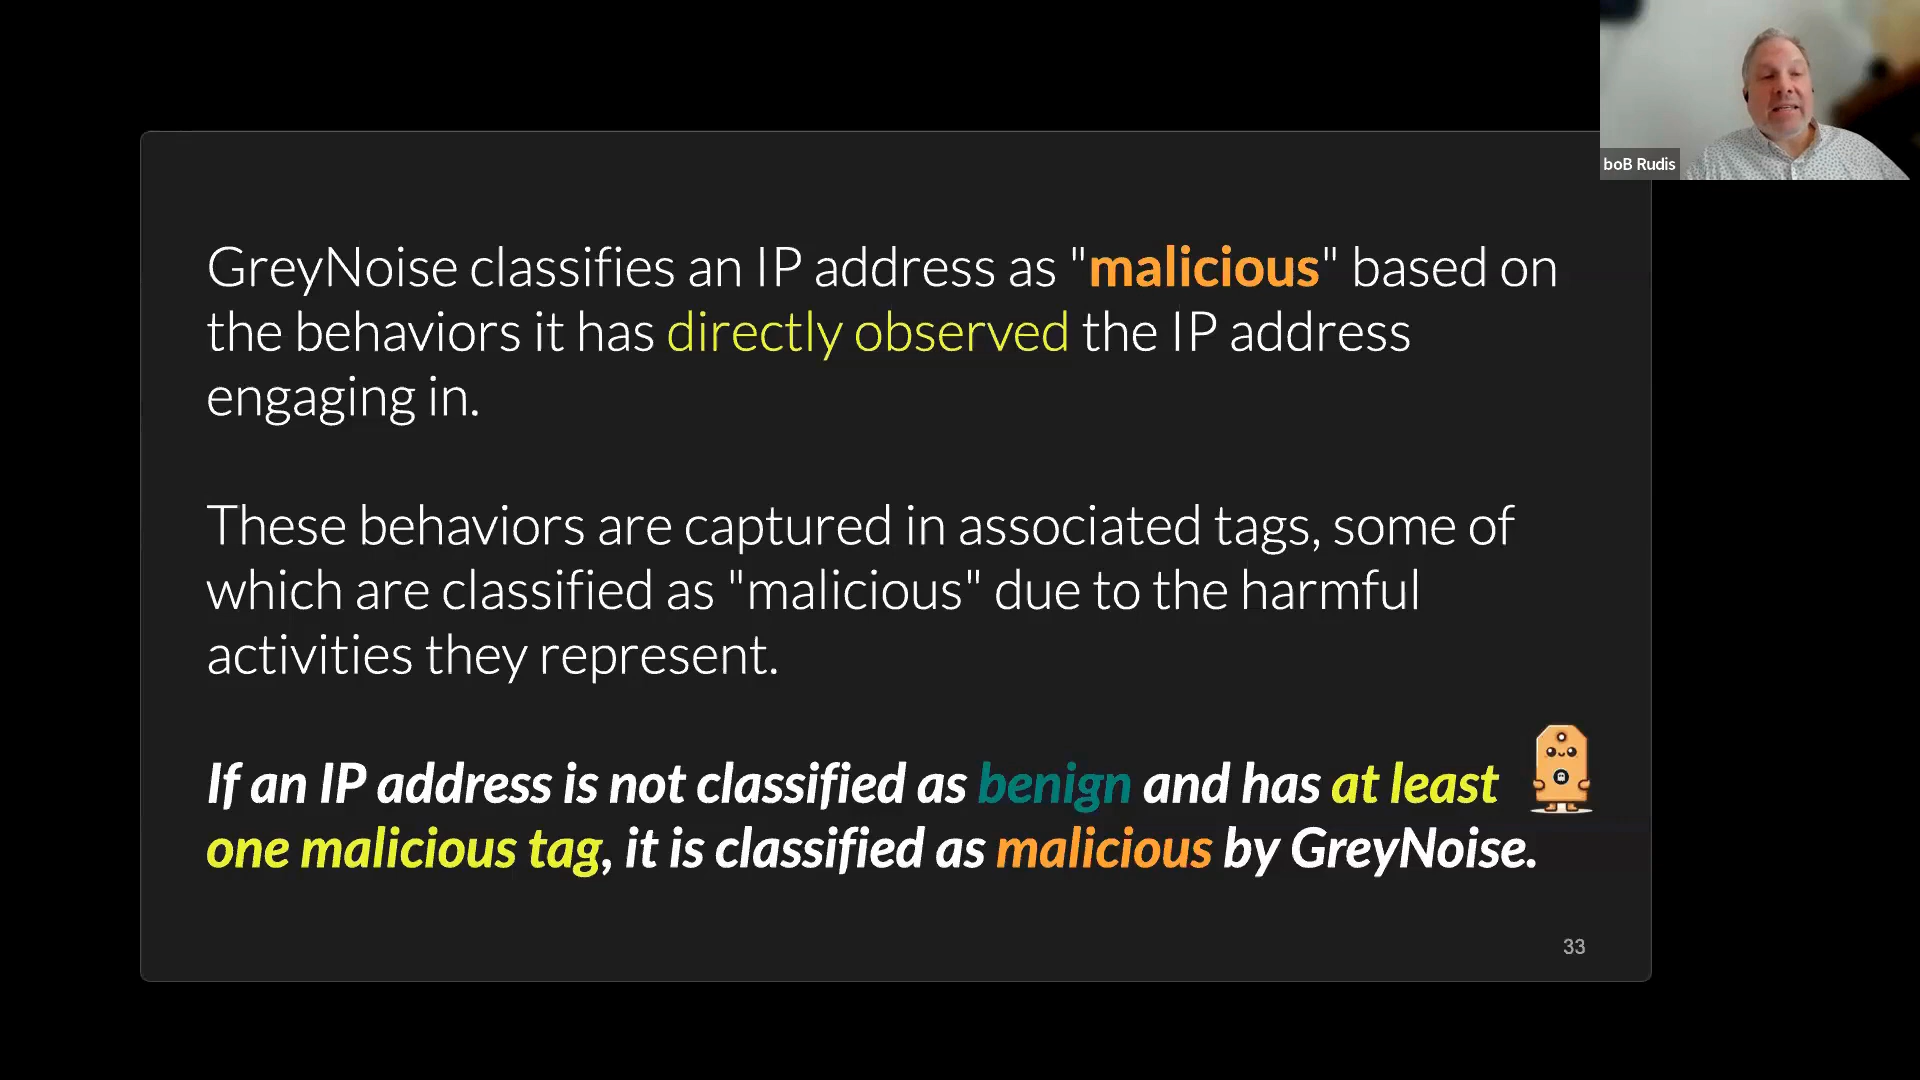 boB Rudis
GreyNoise classifies an IP address as "malicious" based on
the behaviors it has directly observed the IP address
engaging in.
These behaviors are captured in associated tags, some of
which are classified as "malicious" due to the harmful
activities they represent.
If an IP address is not classified as benign and has at least
one malicious tag, it is classified as malicious by GreyNoise.
33